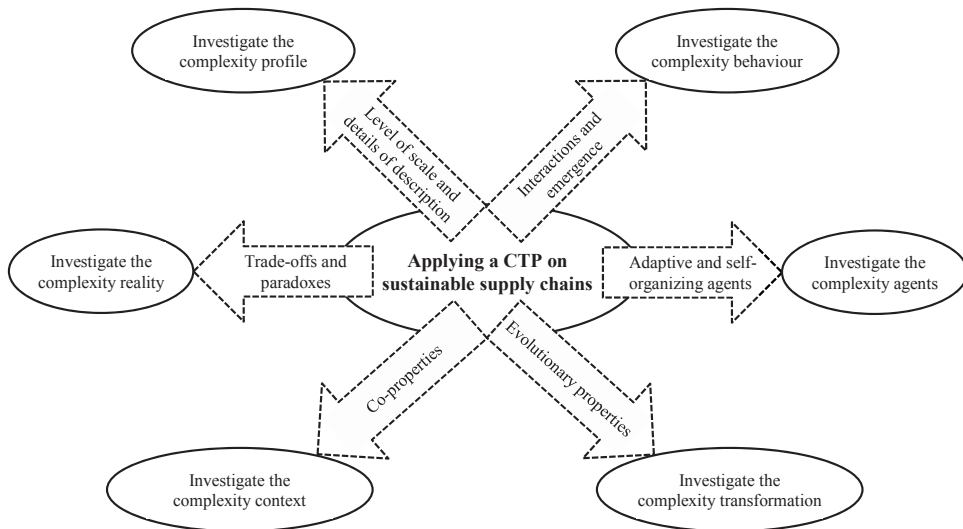 Investigate the
complexity profile
Investigate the
complexity behaviour
Level of scale and
details of description
Interactions and
emergence
Investigate the
complexity reality
Trade-offs and
paradoxes
Applying a CTP on
sustainable supply chains
Adaptive and self-
organizing agents
Investigate the
complexity agents
Co-properties
Evolutionary properties
Investigate the
complexity context
Investigate the
complexity transformation